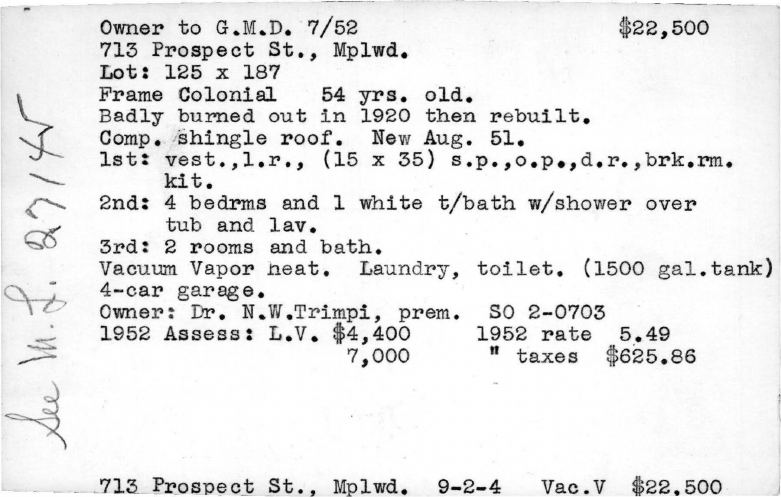 Owner to G.M.D. 7/52 $22,500
713 Prospect St., Mplwd.
Lot: 125 x 187
Frame Colonial 54 yrs. old.
Badly burned out in 1920 then rebuilt.
Comp. shingle roof. New Aug. 51.
1st: vest.,l.r., (15 x 35) s.p.,o.p.,d.r.,brk.rm.
kit.
2nd: 4 bedrms and 1 white t/bath w/shower over
tub and lav.
3rd: 2 rooms and bath.
Vacuum Vapor heat. Laundry, toilet. (1500 gal.tank)
4-car garage.
Owner: Dr. N.W.Trimpi, prem. SO 2-0703
1952 Assess: L.V. $4,400 1952 rate 5.49
7,000 " taxes $625.86
713 Prospect St., Mplwd. 9-2-4 Vac.V $22,500
See M.L. 2714